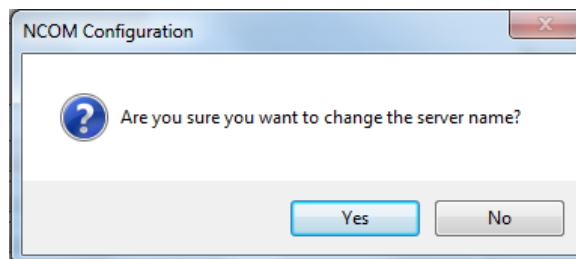 NCOM Configuration
Are you sure you want to change the server name?
Yes
No